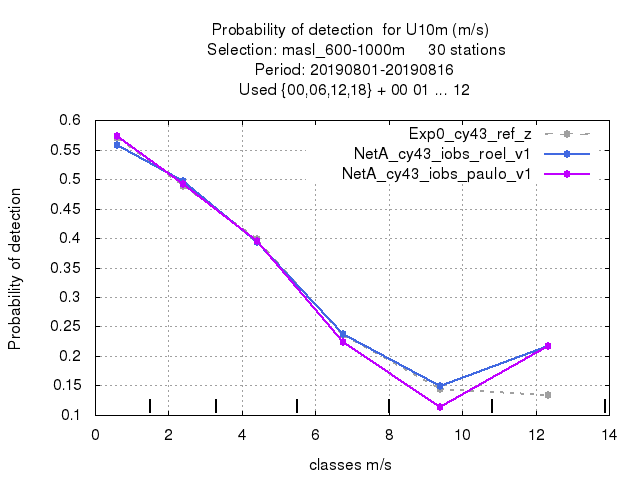 Probability of detection  for U10m (m/s)
Selection: masl_600-1000m     30 stations
Period: 20190801-20190816
Used {00,06,12,18} + 00 01 ... 12
Exp0_cy43_ref_z
NetA_cy43_iobs_roel_v1
NetA_cy43_iobs_paulo_v1
Probability of detection
0.6
0.55
0.5
0.45
0.4
0.35
0.3
0.25
0.2
0.15
0.1
0 2 4 6 8 10 12 14
classes m/s